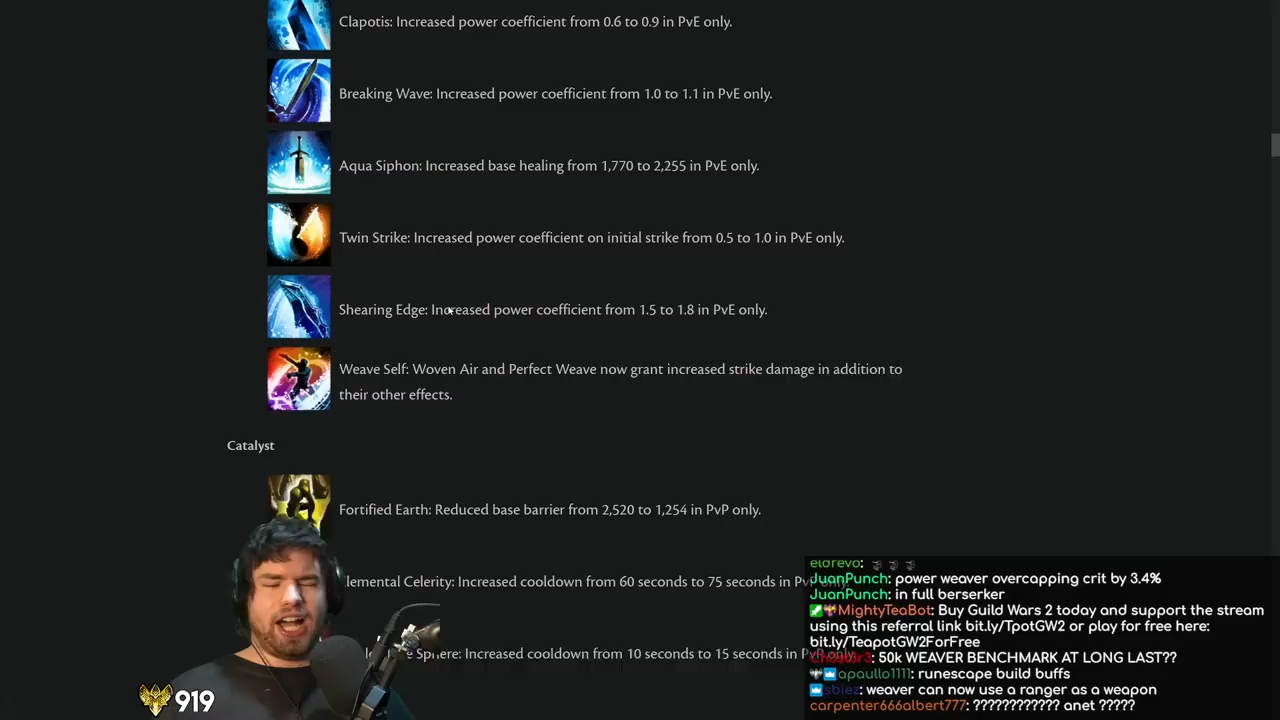 Clapotis: Increased power coefficient from 0.6 to 0.9 in PvE only.
Breaking Wave: Increased power coefficient from 1.0 to 1.1 in PvE only.
Aqua Siphon: Increased base healing from 1,770 to 2,255 in PvE only.
Twin Strike: Increased power coefficient on initial strike from 0.5 to 1.0 in PvE only.
Shearing Edge: Increased power coefficient from 1.5 to 1.8 in PvE only.
Weave Self: Woven Air and Perfect Weave now grant increased strike damage in addition to
their other effects.
Catalyst
Fortified Earth: Reduced base barrier from 2,520 to 1,254 in PvP only.
lemental Celerity: Increased cooldown from 60 seconds to 75 seconds in
Sphere: Increased cooldown from 10 seconds to 15 seconds in
eldrevo:
JuanPunch: power weaver overcapping crit by 3.4%
JuanPunch: in full berserker
MightyTeaBot: Buy Guild Wars 2 today and support the stream
using this referral link bit.ly/TpotGW2 or play for free here:
bit.ly/TeapotGW2ForFree
: 50k WEAVER BENCHMARK AT LONG LAST??
apaullo1111: runescape build buffs
sbiez: weaver can now use a ranger as a weapon
carpenter666albert777: ???????????? anet ?????
919